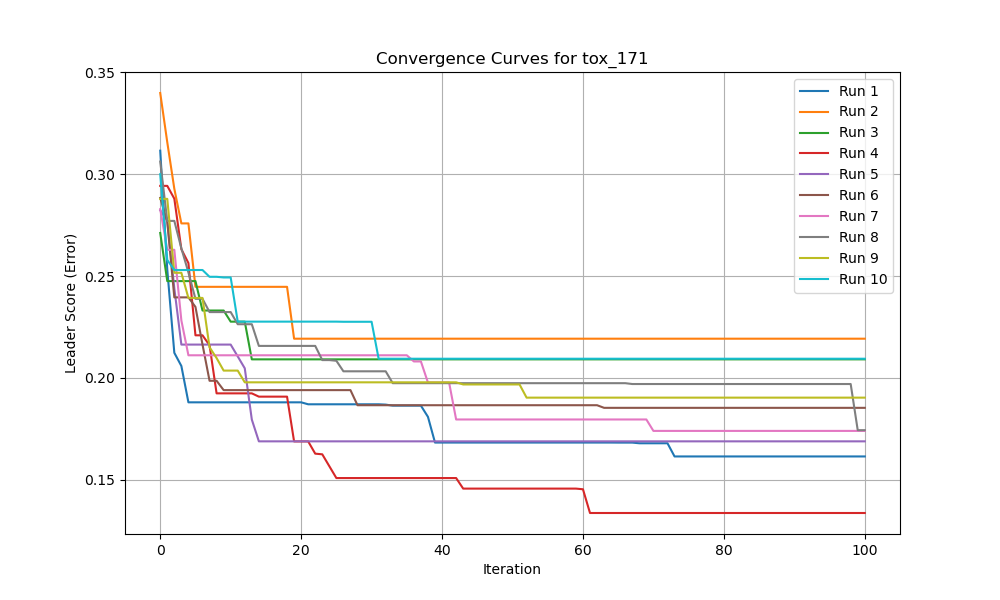 Convergence Curves for tox_171
Leader Score (Error)
0.35
0.30
0.25
0.20
0.15
0
20
40
60
80
100
Iteration
Run 1
Run 2
Run 3
Run 4
Run 5
Run 6
Run 7
Run 8
Run 9
Run 10